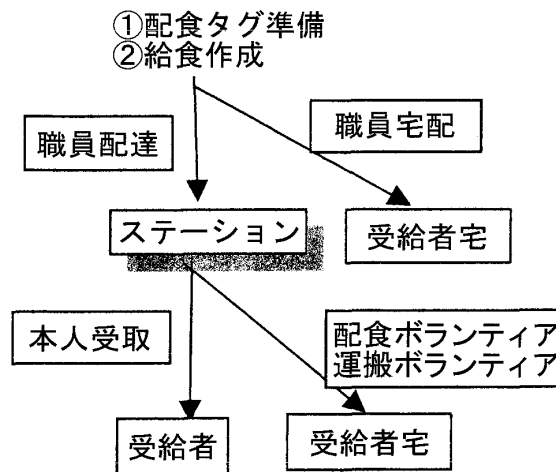 ①配食タグ準備
②給食作成
職員配達
職員宅配
ステーション
受給者宅
本人受取
配食ボランティア
運搬ボランティア
受給者
受給者宅